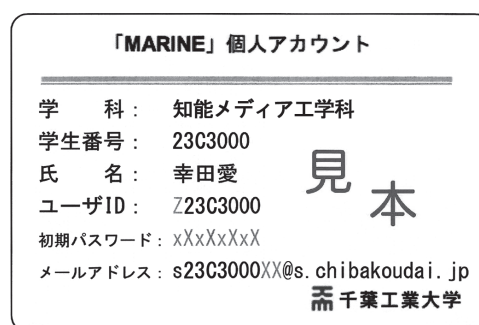 「MARINE」個人アカウント
学　　科： 知能メディア工学科
学生番号： 23C3000
氏　　名： 幸田愛
ユーザID： Z23C3000
初期パスワード： xXxXxXxX
メールアドレス： s23C3000XX@s.chibakoudai.jp
見本
千葉工業大学